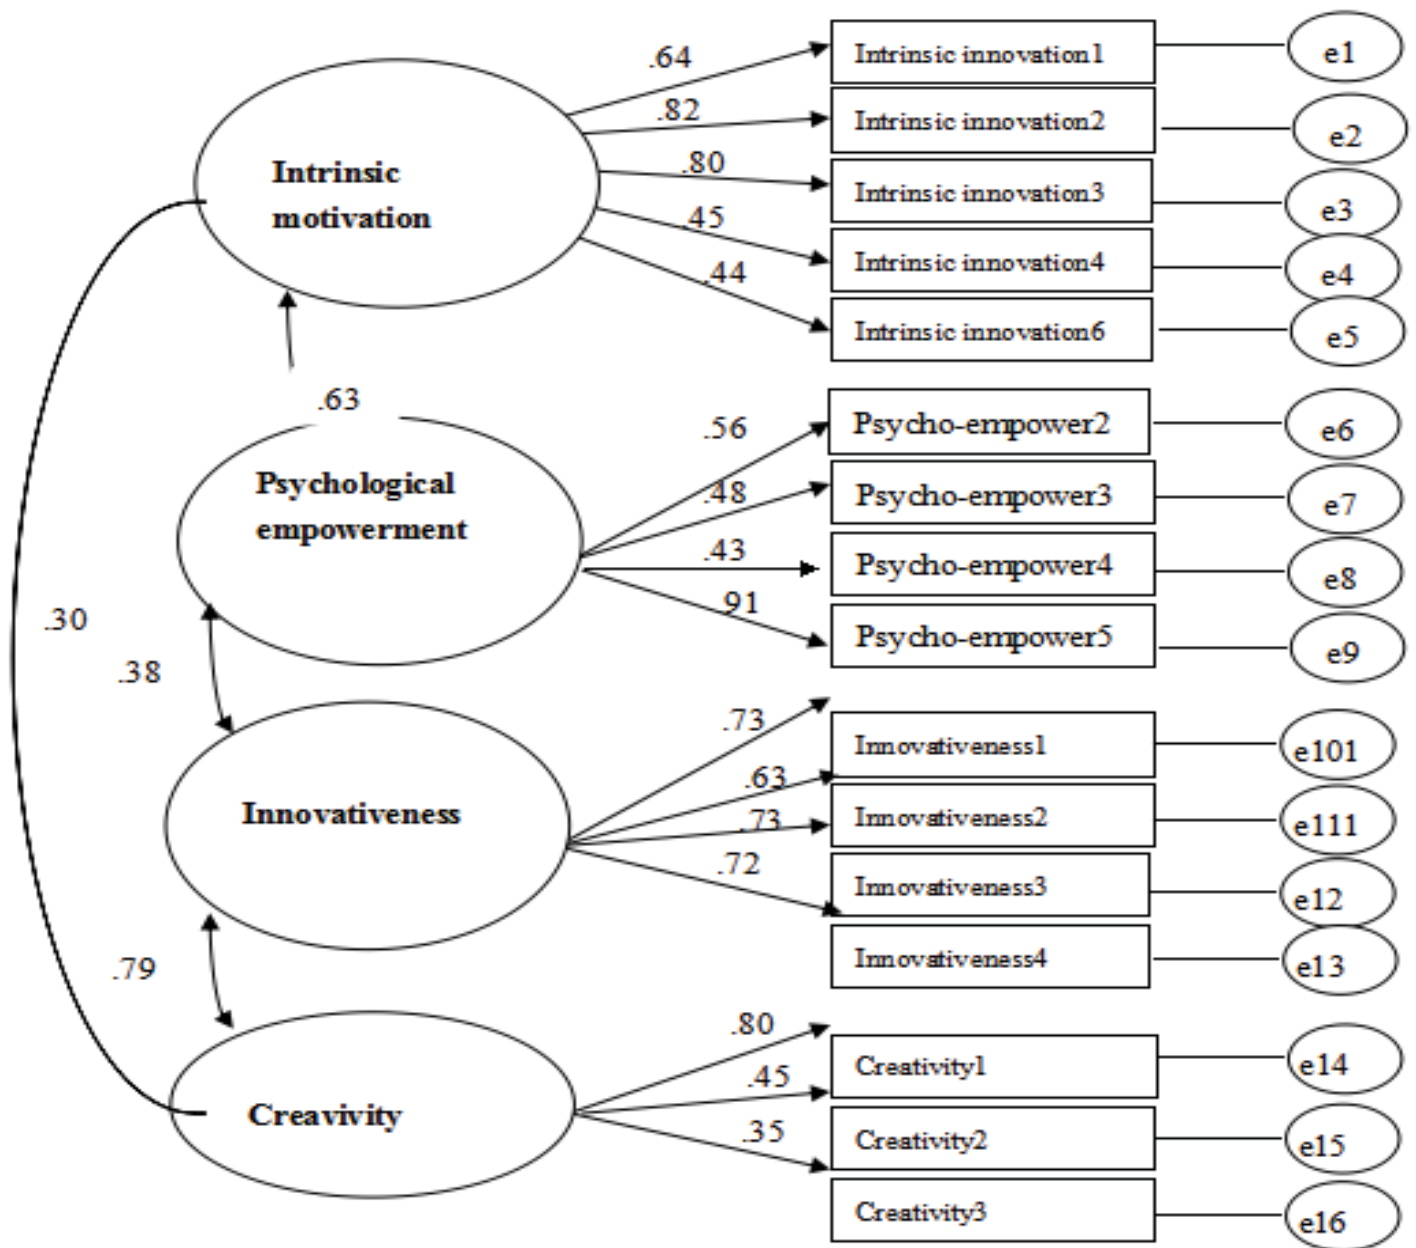 .64
Intrinsic innovation1
e1
.82
Intrinsic innovation2
e2
.80
Intrinsic innovation3
e3
Intrinsic
motivation
.45
Intrinsic innovation4
e4
.44
Intrinsic innovation6
e5
.63
.56
Psycho-empower2
e6
Psychological
empowerment
.48
Psycho-empower3
e7
.43
Psycho-empower4
e8
.91
Psycho-empower5
e9
.30
.38
.73
Innovativeness1
e101
.63
Innovativeness2
e111
Innovativeness
.73
Innovativeness3
e12
.72
Innovativeness4
e13
.79
.80
Creativity1
e14
.45
Creativity2
e15
Creavivity
.35
Creativity3
e16